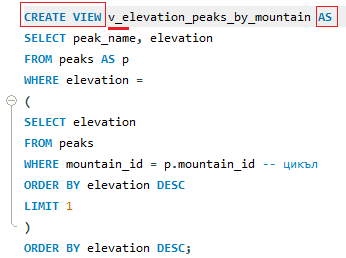 CREATE VIEW v_elevation_peaks_by_mountain AS
SELECT peak_name, elevation
FROM peaks AS p
WHERE elevation =
(
SELECT elevation
FROM peaks
WHERE mountain_id = p.mountain_id -- цикъл
ORDER BY elevation DESC
LIMIT 1
)
ORDER BY elevation DESC;